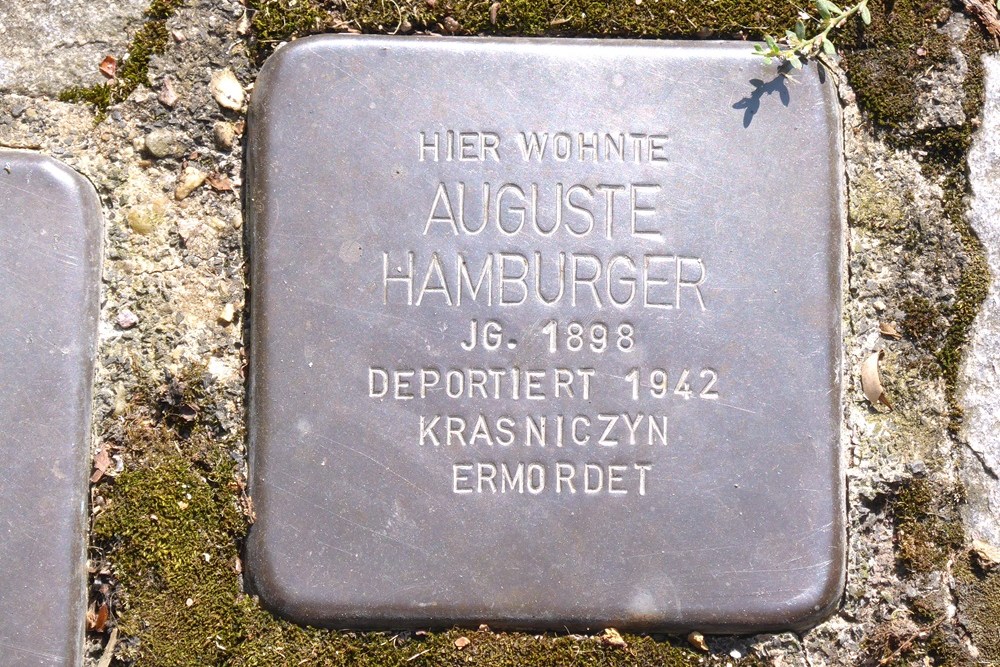 HIER WOHNTE
AUGUSTE
HAMBURGER
JG. 1898
DEPORTIERT 1942
KRASNICZYN
ERMORDET